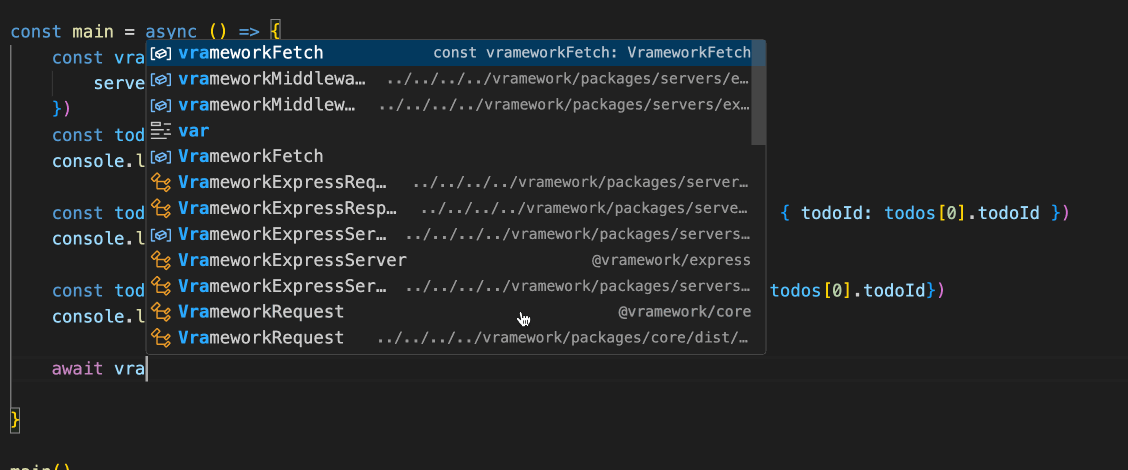 const main = async () => {
const vra
vrameworkFetch const vrameworkFetch: VrameworkFetch
serve
vrameworkMiddlewa… ../../../../vramework/packages/servers/e…
vrameworkMiddlew… ../../../../vramework/packages/servers/ex…
})
var
const tod
VrameworkFetch
console.l
VrameworkExpressReq… ../../../../vramework/packages/server…
const tod
VrameworkExpressResp… ../../../../vramework/packages/serve…
{ todoId: todos[0].todoId })
console.l
VrameworkExpressSer… ../../../../vramework/packages/servers…
VrameworkExpressServer @vramework/express
const tod
VrameworkExpressSer… ../../../../vramework/packages/servers…
todos[0].todoId})
console.l
VrameworkRequest @vramework/core
VrameworkRequest ../../../../vramework/packages/core/dist/…
await vra
}
main()